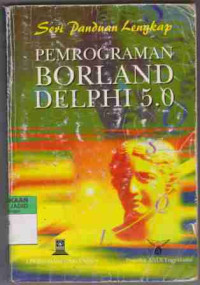 Seri Panduan Lengkap
PEMROGRAMAN
BORLAND
DELPHI 5.0
S
Q
L